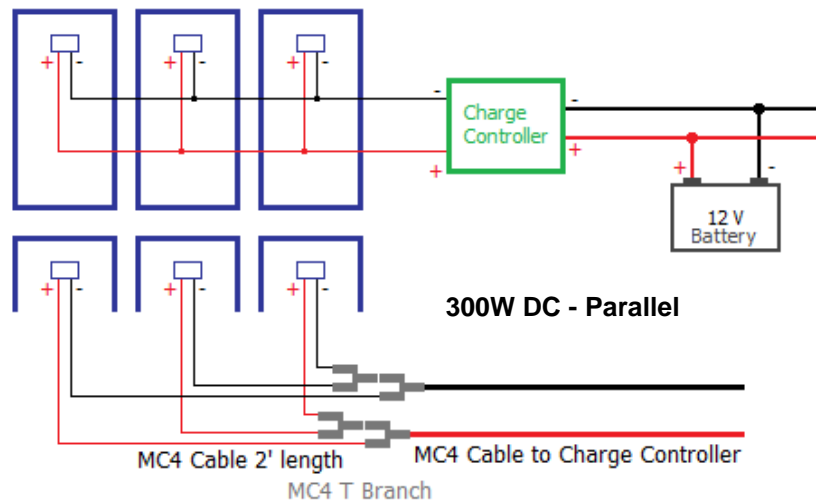 + - + - + -
-
+
Charge
Controller
-
+
+ -
12 V
Battery
+ - + - + -
300W DC - Parallel
MC4 Cable 2' length
MC4 Cable to Charge Controller
MC4 T Branch